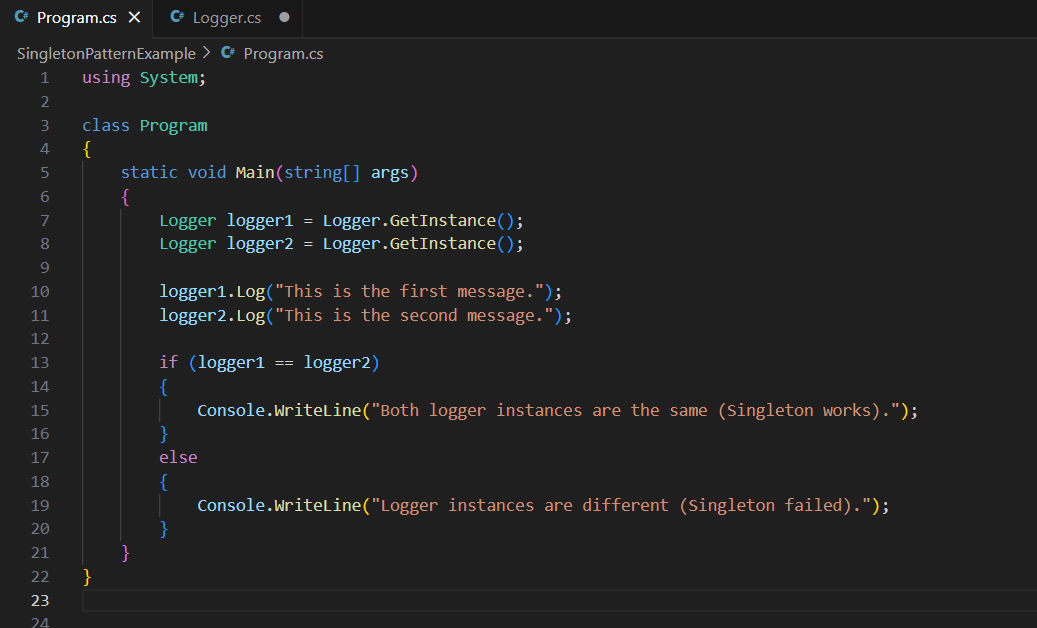 Program.cs Logger.cs
SingletonPatternExample > Program.cs
1 using System;
2
3 class Program
4 {
5     static void Main(string[] args)
6     {
7         Logger logger1 = Logger.GetInstance();
8         Logger logger2 = Logger.GetInstance();
9
10         logger1.Log("This is the first message.");
11         logger2.Log("This is the second message.");
12
13         if (logger1 == logger2)
14         {
15             Console.WriteLine("Both logger instances are the same (Singleton works).");
16         }
17         else
18         {
19             Console.WriteLine("Logger instances are different (Singleton failed).");
20         }
21     }
22 }
23
24